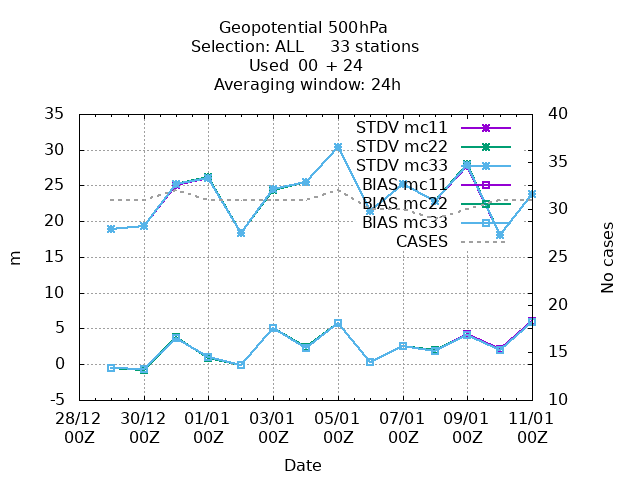 Geopotential 500hPa
Selection: ALL 33 stations
Used 00 + 24
Averaging window: 24h
35
30
25
20
15
10
5
0
-5
m
40
35
30
25
20
15
10
No cases
STDV mc11
STDV mc22
STDV mc33
BIAS mc11
BIAS mc22
BIAS mc33
CASES
28/12 30/12 01/01 03/01 05/01 07/01 09/01 11/01
00Z 00Z 00Z 00Z 00Z 00Z 00Z 00Z
Date